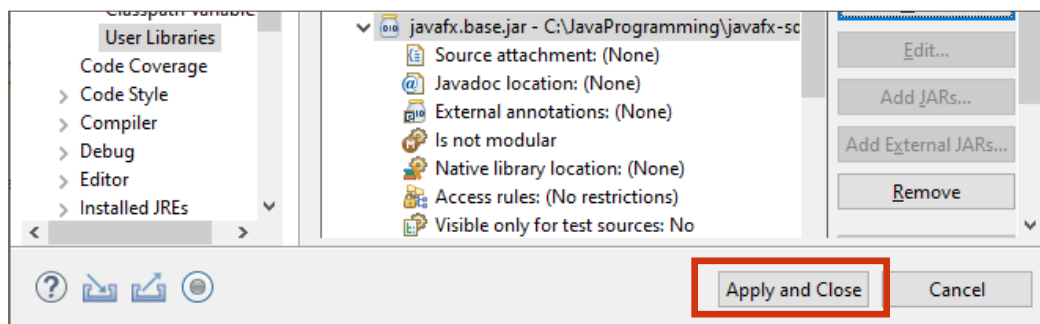 User Libraries
Code Coverage
Code Style
Compiler
Debug
Editor
Installed JREs
javafx.base.jar - C:\JavaProgramming\javafx-sc
Source attachment: (None)
Javadoc location: (None)
External annotations: (None)
Is not modular
Native library location: (None)
Access rules: (No restrictions)
Visible only for test sources: No
Edit...
Add JARs...
Add External JARs...
Remove
Apply and Close
Cancel